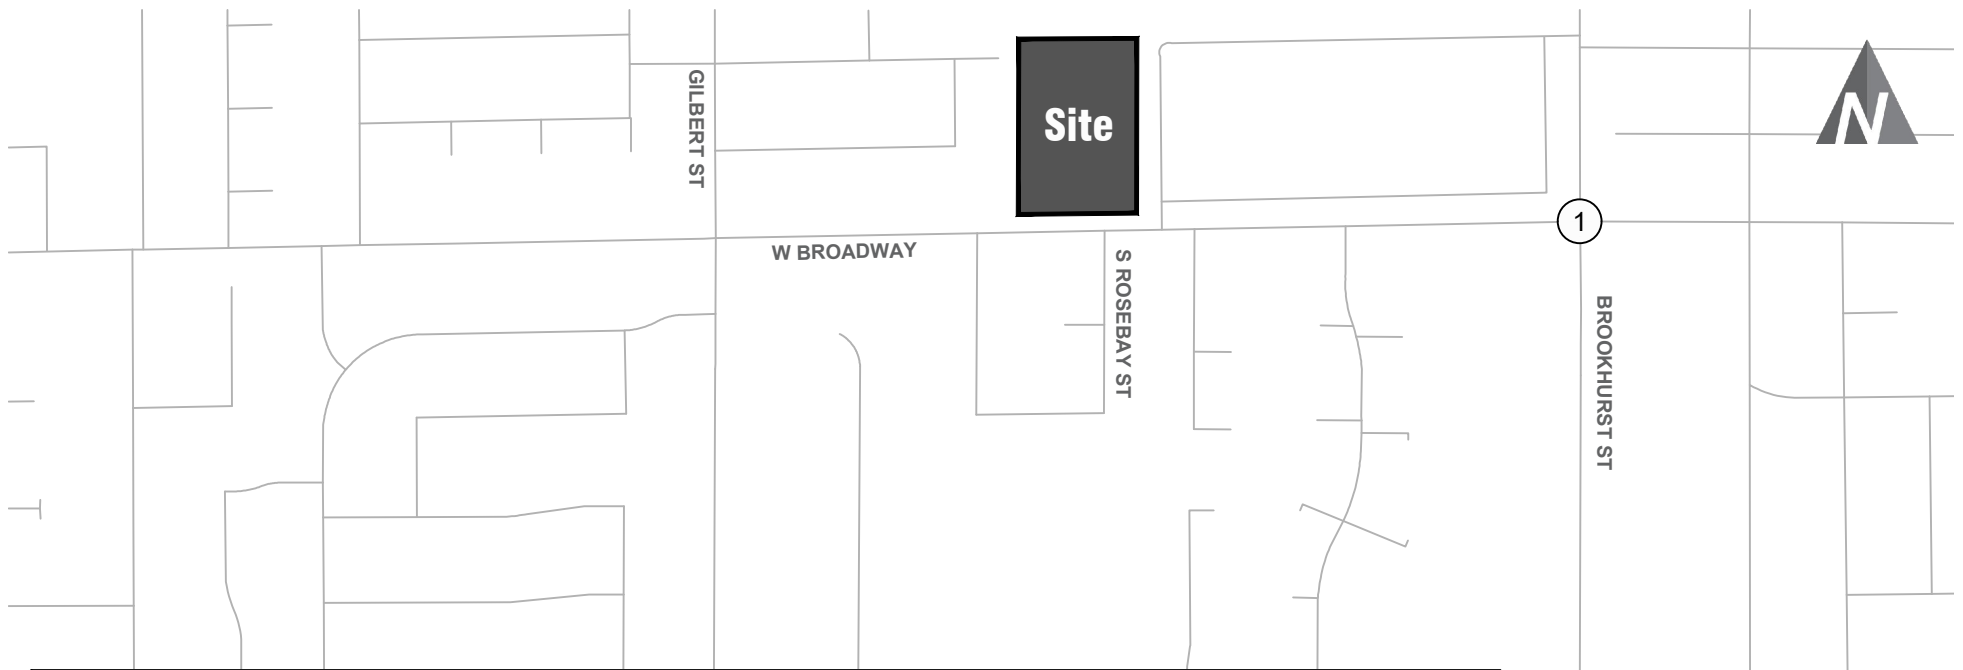 GILBERT ST
Site
N
1
W BROADWAY
S ROSEBAY ST
BROOKHURST ST